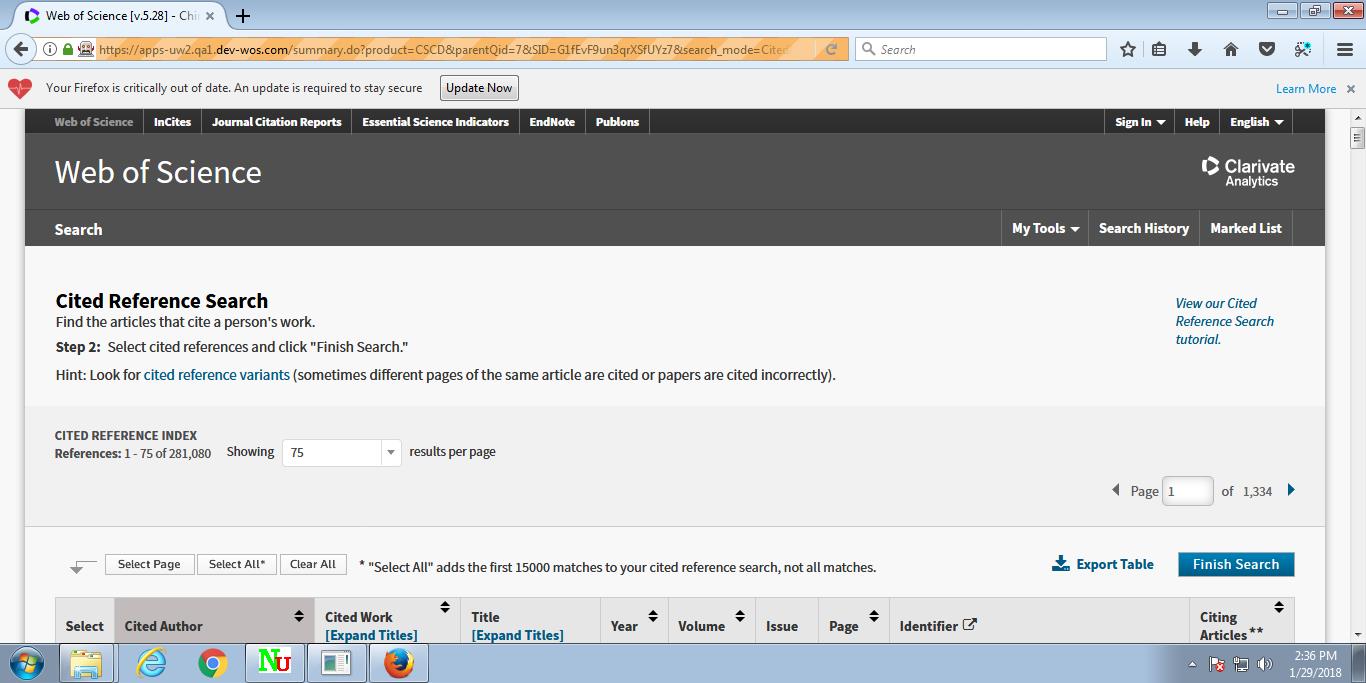 Web of Science [v.5.28] - Chi
https://apps-uw2.qa1.dev-wos.com/summary.do?product=CSCD&parentQid=7&SID=G1fEvF9un3qrXSfUYz7&search_mode=Cited
Search
Your Firefox is critically out of date. An update is required to stay secure
Update Now
Learn More
Web of Science
InCites
Journal Citation Reports
Essential Science Indicators
EndNote
Publons
Sign In
Help
English
Web of Science
Clarivate
Analytics
Search
My Tools
Search History
Marked List
Cited Reference Search
Find the articles that cite a person's work.
Step 2: Select cited references and click "Finish Search."
Hint: Look for cited reference variants (sometimes different pages of the same article are cited or papers are cited incorrectly).
View our Cited
Reference Search
tutorial.
CITED REFERENCE INDEX
References: 1 - 75 of 281,080
Showing 75 results per page
Page 1 of 1,334
Select Page
Select All*
Clear All
* "Select All" adds the first 15000 matches to your cited reference search, not all matches.
Export Table
Finish Search
Select
Cited Author
Cited Work
[Expand Titles]
Title
[Expand Titles]
Year
Volume
Issue
Page
Identifier
Citing
Articles **
NU
2:36 PM
1/29/2018